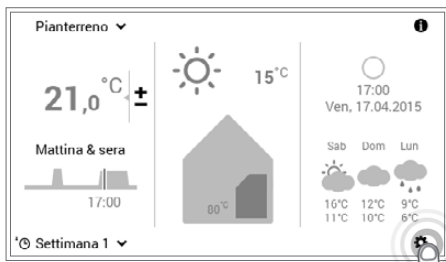 Pianterreno
21,0 °C ±
Mattina & sera
17:00
Settimana 1
15°C
80°C
17:00
Ven, 17.04.2015
Sab Dom Lun
16°C 12°C 9°C
11°C 10°C 6°C